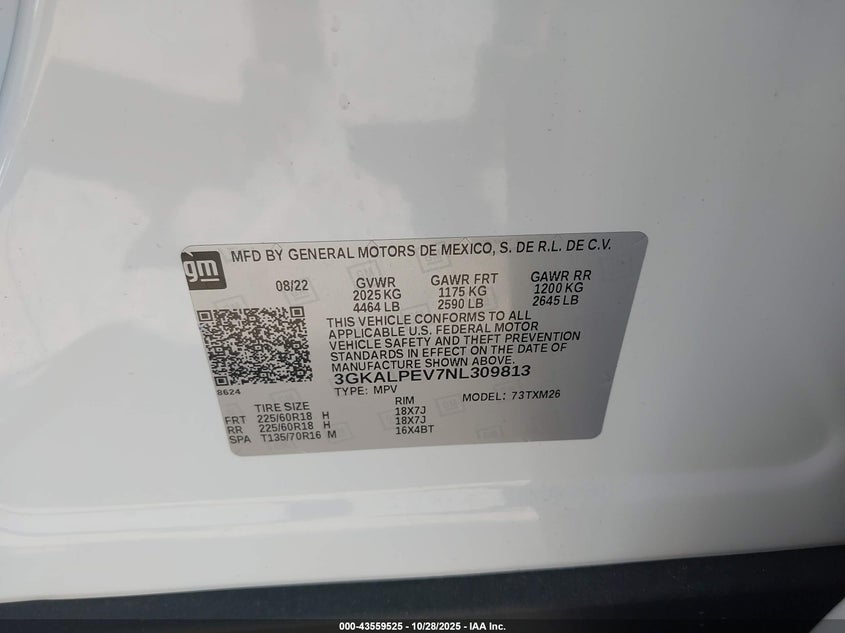 gm
MFD BY GENERAL MOTORS DE MEXICO, S. DE R.L. DE C.V.
08/22 GVWR GAWR FRT GAWR RR
2025 KG 1175 KG 1200 KG
4464 LB 2590 LB 2645 LB
THIS VEHICLE CONFORMS TO ALL
APPLICABLE U.S. FEDERAL MOTOR
VEHICLE SAFETY AND THEFT PREVENTION
STANDARDS IN EFFECT ON THE DATE OF
MANUFACTURE SHOWN ABOVE.
3GKALPEV7NL309813
8624
TYPE: MPV MODEL: 73TXM26
TIRE SIZE RIM
FRT 225/60R18 H 18X7J
RR 225/60R18 H 18X7J
SPA T135/70R16 M 16X4BT
000-43559525 - 10/28/2025 - IAA Inc.